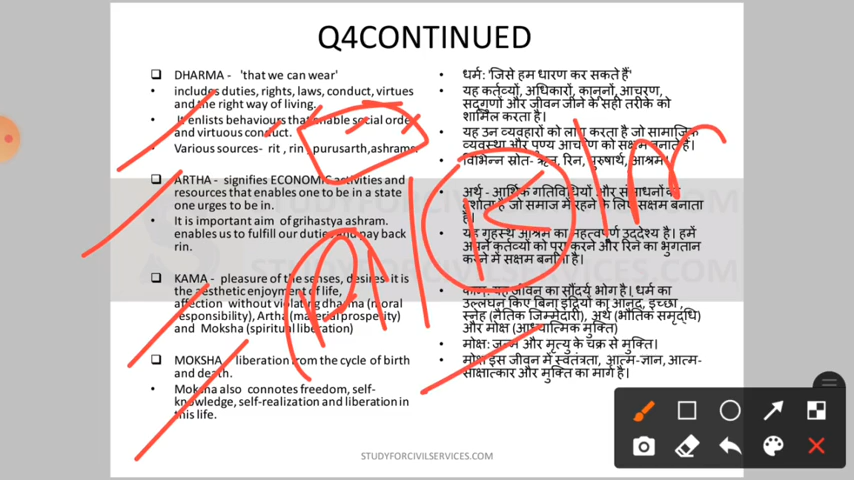 Q4CONTINUED
DHARMA - 'that we can wear'
includes duties, rights, laws, conduct, virtues
and the right way of living.
It enlists behaviours that enable social order
and virtuous conduct.
Various sources- rit , rin , purusarth,ashrams.
ARTHA - signifies ECONOMIC activities and
resources that enables one to be in a state
one urges to be in.
It is important aim of grihastya ashram.
enables us to fulfill our duties and pay back
rin.
KAMA - pleasure of the senses, desires. it is
the aesthetic enjoyment of life,
affection without violating dharma (moral
responsibility), Artha (material prosperity)
and Moksha (spiritual liberation)
MOKSHA - liberation from the cycle of birth
and death.
Moksha also connotes freedom, self-
knowledge, self-realization and liberation in
this life.
धर्म: 'जिसे हम धारण कर सकते हैं'
यह कर्तव्यों, अधिकारों, कानूनों, आचरण,
सद्गुणों और जीवन जीने के सही तरीके को
शामिल करता है।
यह उन व्यवहारों को लागू करता है जो सामाजिक
व्यवस्था और पुण्य आचरण को सक्षम बनाता है।
विभिन्न स्रोत- ऋन, रिन, पुरुषार्थ, आश्रम।
अर्थ - आर्थिक गतिविधियों और संसाधनों को
दर्शाता है जो समाज में रहने के लिए सक्षम बनाता
है।
यह गृहस्थ आश्रम का महत्वपूर्ण उद्देश्य है। हमें
अपने कर्तव्यों को पूरा करने और रिने का भुगतान
करने में सक्षम बनाता है।
काम: यह जीवन का सौंदर्य भोग है। धर्म का
उल्लंघन किए बिना इंद्रियों का आनंद, इच्छा ,
स्नेह (नैतिक जिम्मेदारी), अर्थ (भौतिक समृद्धि)
और मोक्ष (आध्यात्मिक मुक्ति)
मोक्ष: जन्म और मृत्यु के चक्र से मुक्ति।
मोक्ष इस जीवन में स्वतंत्रता, आत्म-ज्ञान, आत्म-
साक्षात्कार और मुक्ति का मार्ग है।
STUDYFORCIVILSERVICES.COM